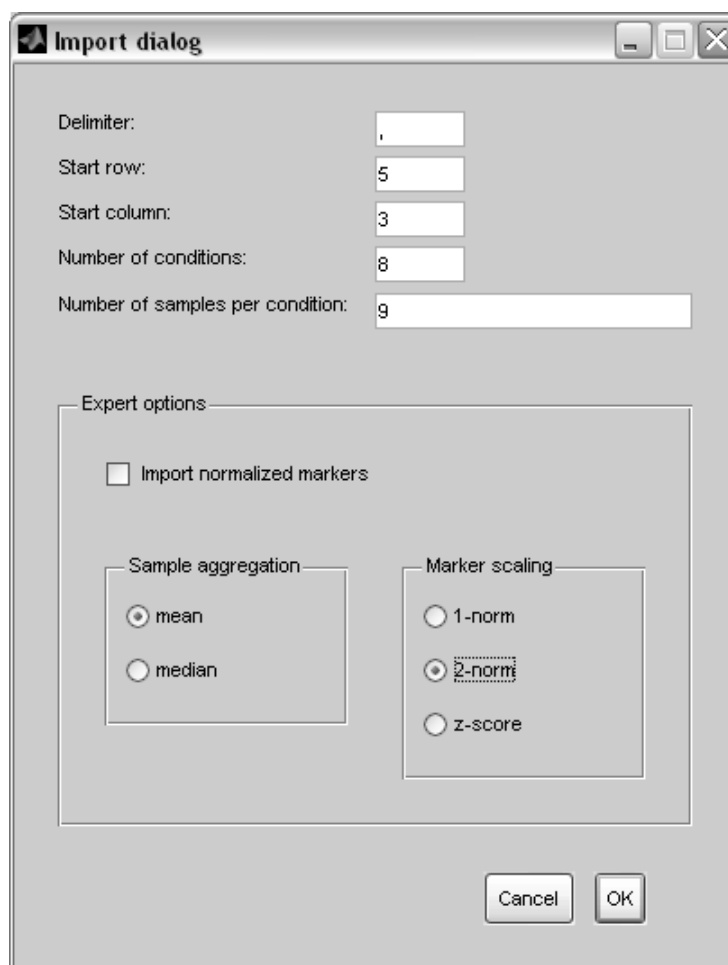 Import dialog
Delimiter: ,
Start row: 5
Start column: 3
Number of conditions: 8
Number of samples per condition: 9
Expert options
Import normalized markers
Sample aggregation
mean
median
Marker scaling
1-norm
2-norm
z-score
Cancel OK